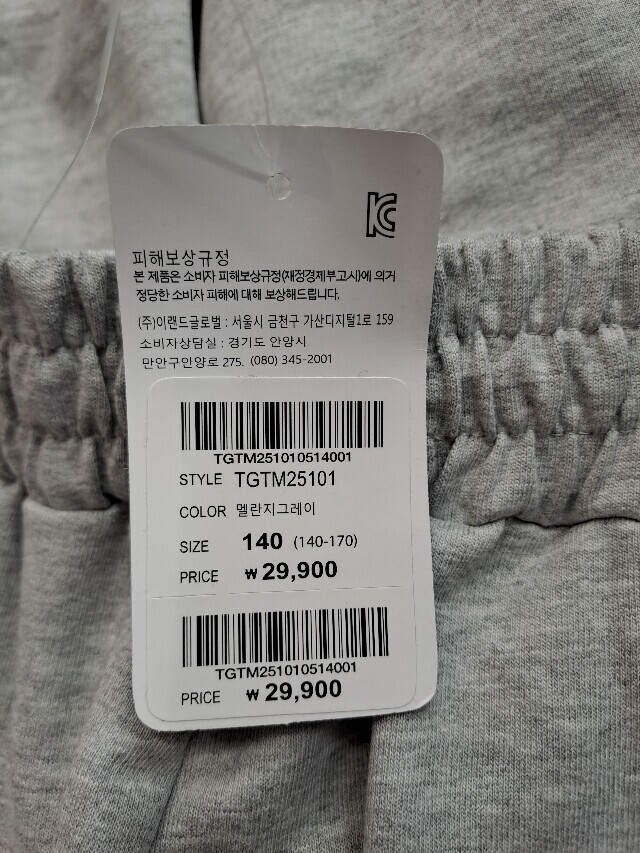 피해보상규정
본 제품은 소비자 피해보상규정(재정경제부고시)에 의거
정당한 소비자 피해에 대해 보상해드립니다.
(주)이랜드글로벌 : 서울시 금천구 가산디지털1로 159
소비자상담실 : 경기도 안양시
만안구안양로 275. (080) 345-2001
TGTM251010514001
STYLE TGTM25101
COLOR 멜란지그레이
SIZE 140 (140-170)
PRICE ₩29,900
TGTM251010514001
PRICE ₩29,900